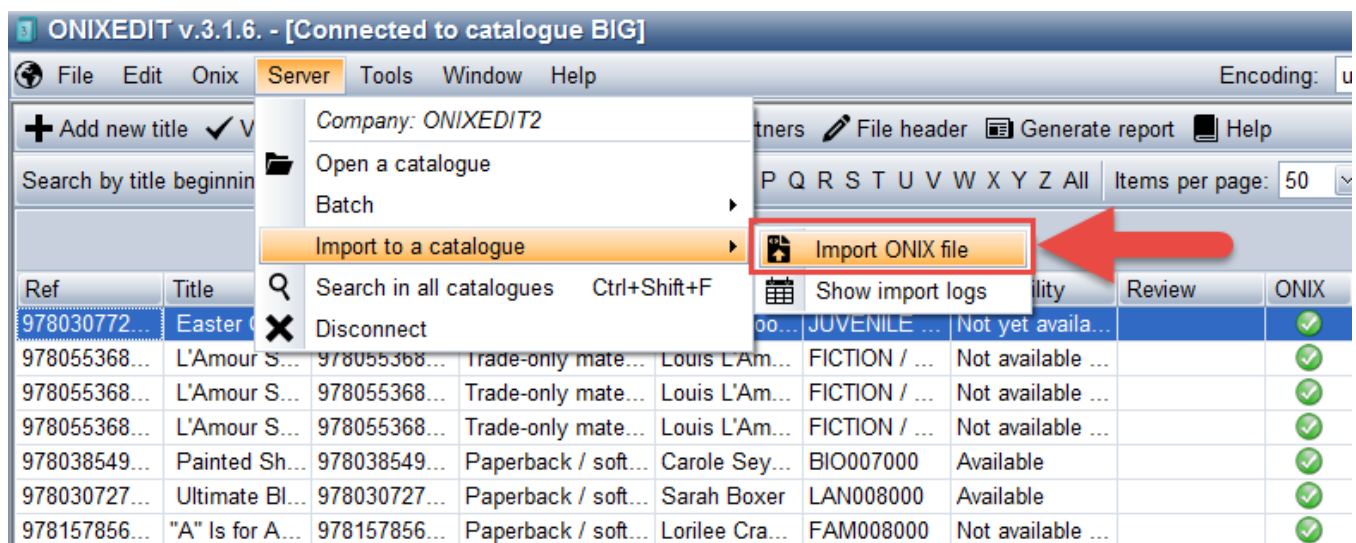 ONIXEDIT v.3.1.6. - [Connected to catalogue BIG]
File Edit Onix Server Tools Window Help Encoding: u
Add new title V Company: ONIXEDIT2 tners File header Generate report Help
Open a catalogue
Search by title beginnin P Q R S T U V W X Y Z All Items per page: 50
Batch
Import to a catalogue Import ONIX file
Search in all catalogues Ctrl+Shift+F Show import logs
Ref Title ility Review ONIX
Disconnect
978030772... Easter oo... JUVENILE ... Not yet availa...
978055368... L'Amour S... 978055368... Trade-only mate... Louis L'Am... FICTION / ... Not available ...
978055368... L'Amour S... 978055368... Trade-only mate... Louis L'Am... FICTION / ... Not available ...
978055368... L'Amour S... 978055368... Trade-only mate... Louis L'Am... FICTION / ... Not available ...
978038549... Painted Sh... 978038549... Paperback / soft... Carole Sey... BIO007000 Available
978030727... Ultimate Bl... 978030727... Paperback / soft... Sarah Boxer LAN008000 Available
978157856... "A" Is for A... 978157856... Paperback / soft... Lorilee Cra... FAM008000 Not available ...